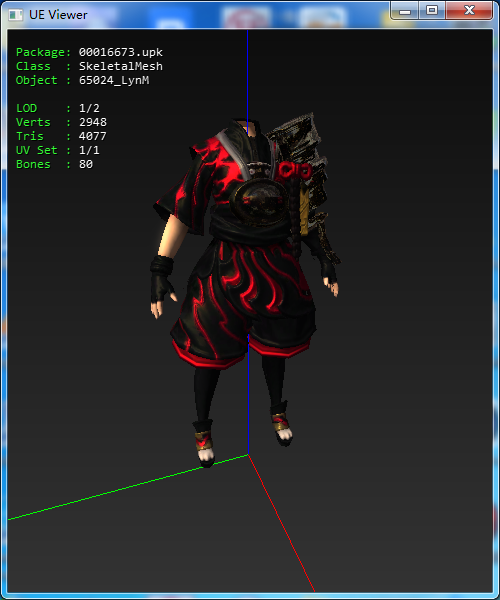 UE Viewer
Package: 00016673.upk
Class : SkeletalMesh
Object : 65024_LynM
LOD : 1/2
Verts : 2948
Tris : 4077
UV Set : 1/1
Bones : 80